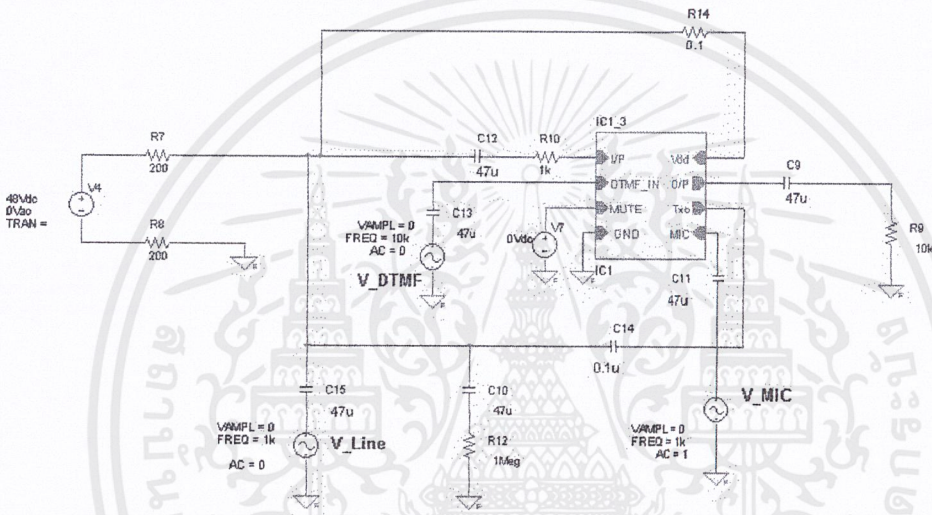 R14
0.1
IC1_3
R7
200
C12
47u
R10
1k
I/P
DTMF_IN
MUTE
GND
Vdd
O/P
Txo
MIC
IC1
C9
47u
R9
10k
48Vdc
0Vac
TRAN =
V4
R8
200
C13
47u
VAMPL = 0
FREQ = 10k
AC = 0
V_DTMF
0Vdc
V7
C11
47u
C14
0.1u
C15
47u
VAMPL = 0
FREQ = 1k
AC = 0
V_Line
C10
47u
R12
1Meg
V_MIC
VAMPL = 0
FREQ = 1k
AC = 1